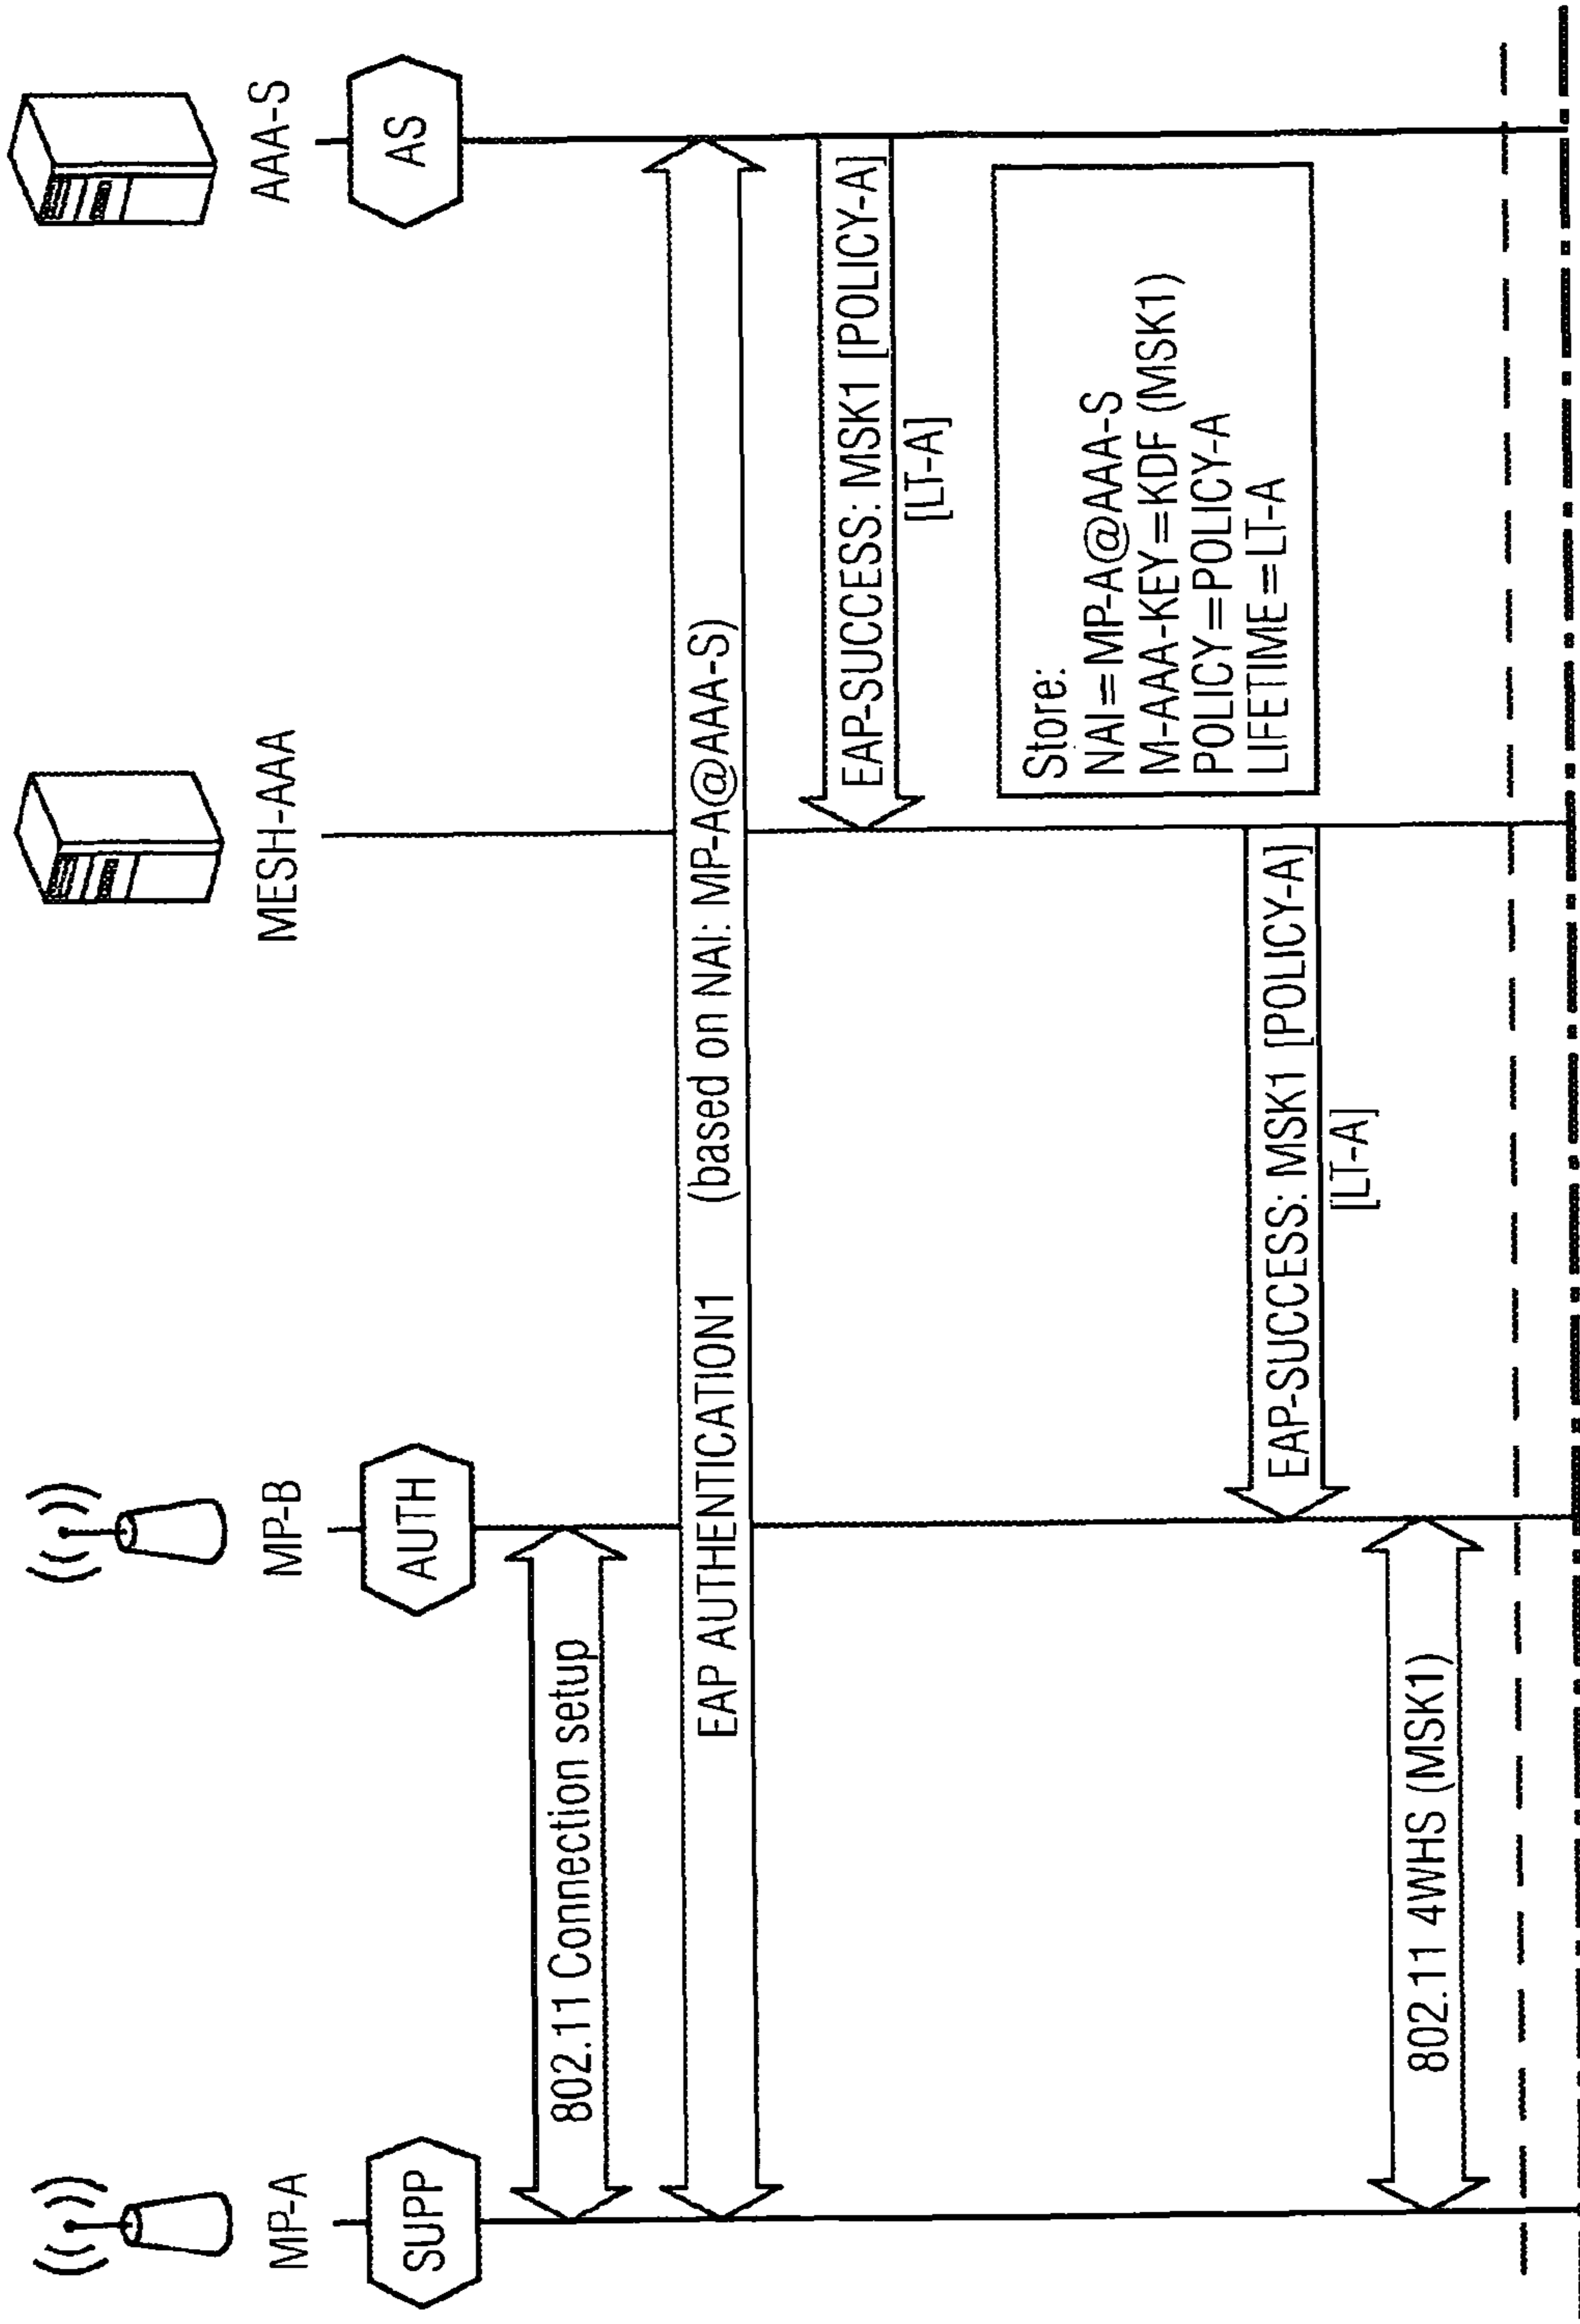 MP-A
MP-B
MESH-AAA
AAA-S
SUPP
AUTH
AS
802.11 Connection setup
EAP AUTHENTICATION1 (based on NAI: MP-A@AAA-S)
EAP-SUCCESS: MSK1 [POLICY-A]
[LT-A]
Store:
NAI=MP-A@AAA-S
M-AAA-KEY=KDF (MSK1)
POLICY=POLICY-A
LIFETIME=LT-A
EAP-SUCCESS: MSK1 [POLICY-A]
[LT-A]
802.11 4WHS (MSK1)